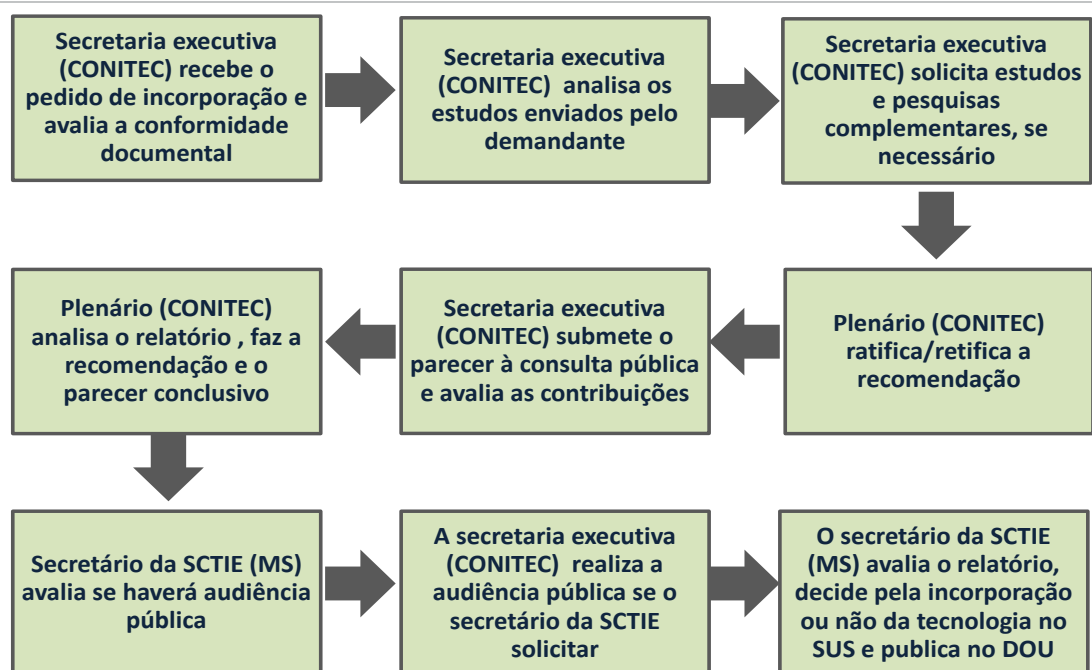 Secretaria executiva
(CONITEC) recebe o
pedido de incorporação e
avalia a conformidade
documental
Secretaria executiva
(CONITEC) analisa os
estudos enviados pelo
demandante
Secretaria executiva
(CONITEC) solicita estudos
e pesquisas
complementares, se
necessário
Plenário (CONITEC)
ratifica/retifica a
recomendação
Secretaria executiva
(CONITEC) submete o
parecer à consulta pública
e avalia as contribuições
Plenário (CONITEC)
analisa o relatório , faz a
recomendação e o
parecer conclusivo
Secretário da SCTIE (MS)
avalia se haverá audiência
pública
A secretaria executiva
(CONITEC) realiza a
audiência pública se o
secretário da SCTIE
solicitar
O secretário da SCTIE
(MS) avalia o relatório,
decide pela incorporação
ou não da tecnologia no
SUS e publica no DOU